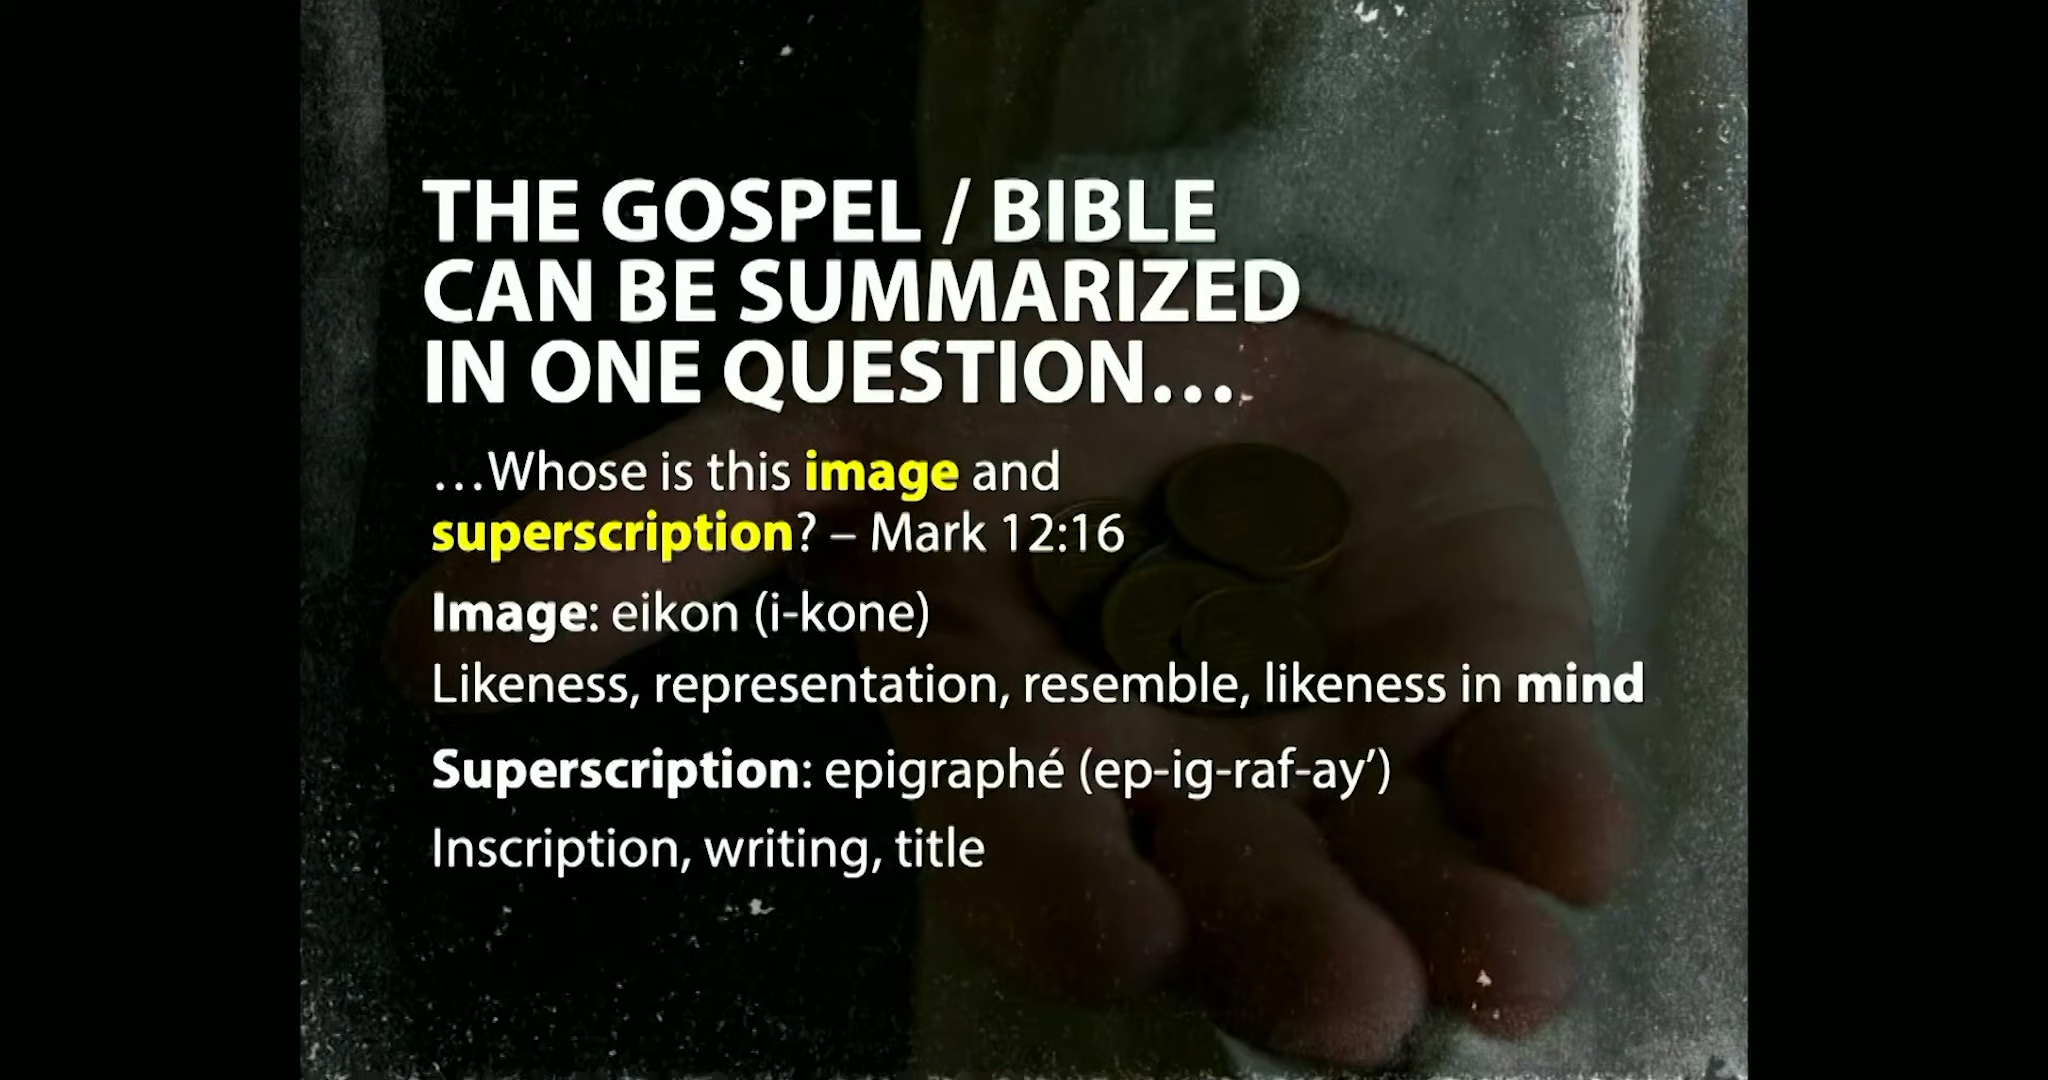 THE GOSPEL / BIBLE
CAN BE SUMMARIZED
IN ONE QUESTION...
...Whose is this image and
superscription? – Mark 12:16
Image: eikon (i-kone)
Likeness, representation, resemble, likeness in mind
Superscription: epigraphé (ep-ig-raf-ay’)
Inscription, writing, title